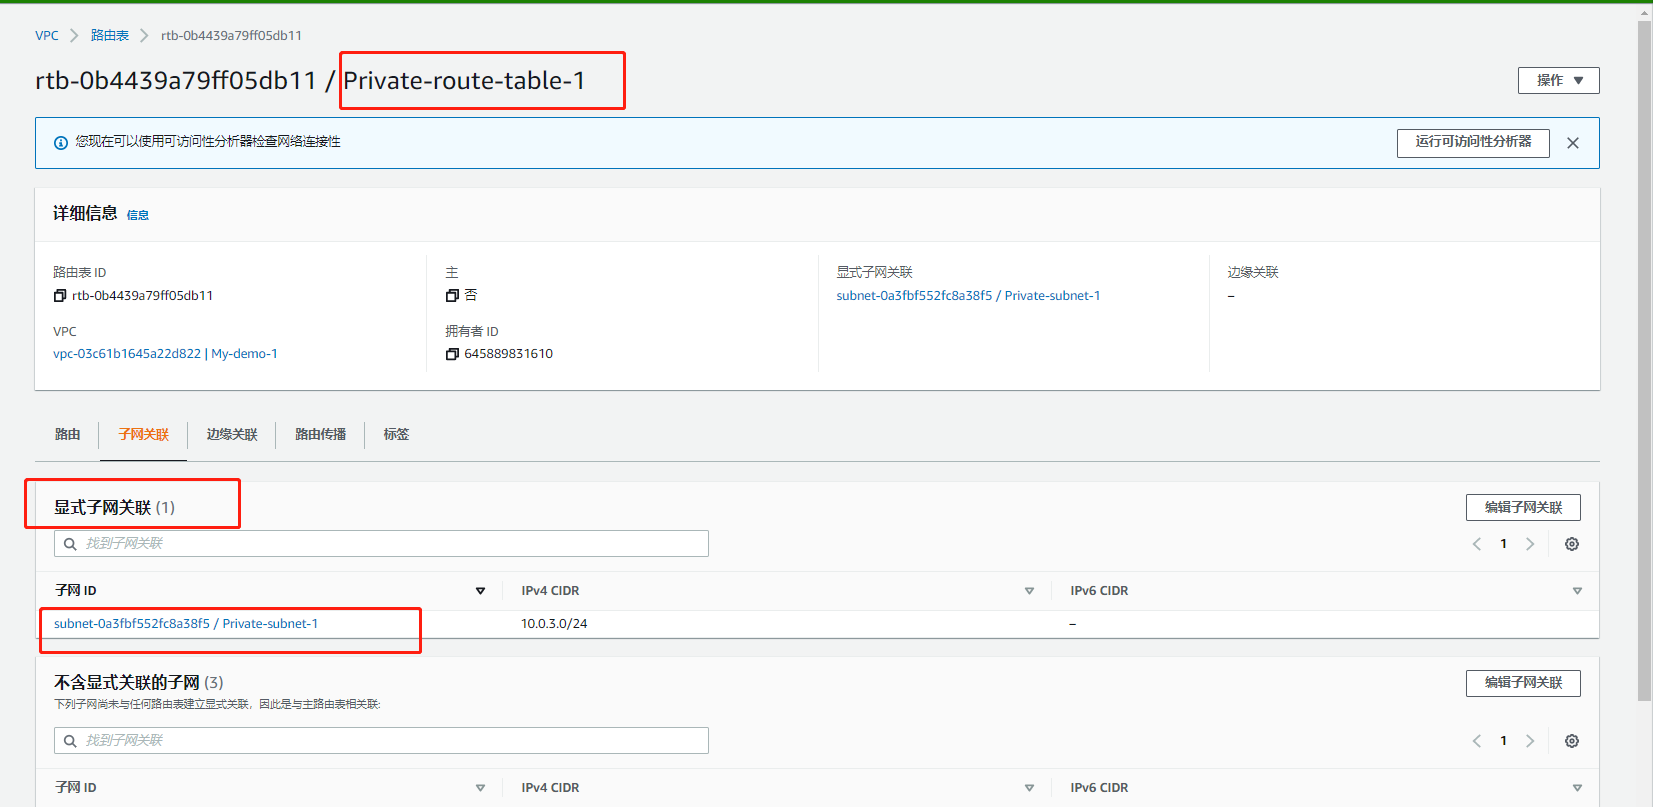 VPC > 路由表 > rtb-0b4439a79ff05db11
rtb-0b4439a79ff05db11 / Private-route-table-1
操作
您现在可以使用可访问性分析器检查网络连接性
运行可访问性分析器
详细信息 信息
路由表 ID
rtb-0b4439a79ff05db11
主
否
显式子网关联
subnet-0a3fbf552fc8a38f5 / Private-subnet-1
边缘关联
–
VPC
vpc-03c61b1645a22d822 | My-demo-1
拥有者 ID
645889831610
路由 子网关联 边缘关联 路由传播 标签
显式子网关联 (1)
编辑子网关联
找到子网关联
1
子网 ID IPv4 CIDR IPv6 CIDR
subnet-0a3fbf552fc8a38f5 / Private-subnet-1 10.0.3.0/24 –
不含显式关联的子网 (3)
编辑子网关联
下列子网尚未与任何路由表建立显式关联，因此是与主路由表相关联:
找到子网关联
1
子网 ID IPv4 CIDR IPv6 CIDR